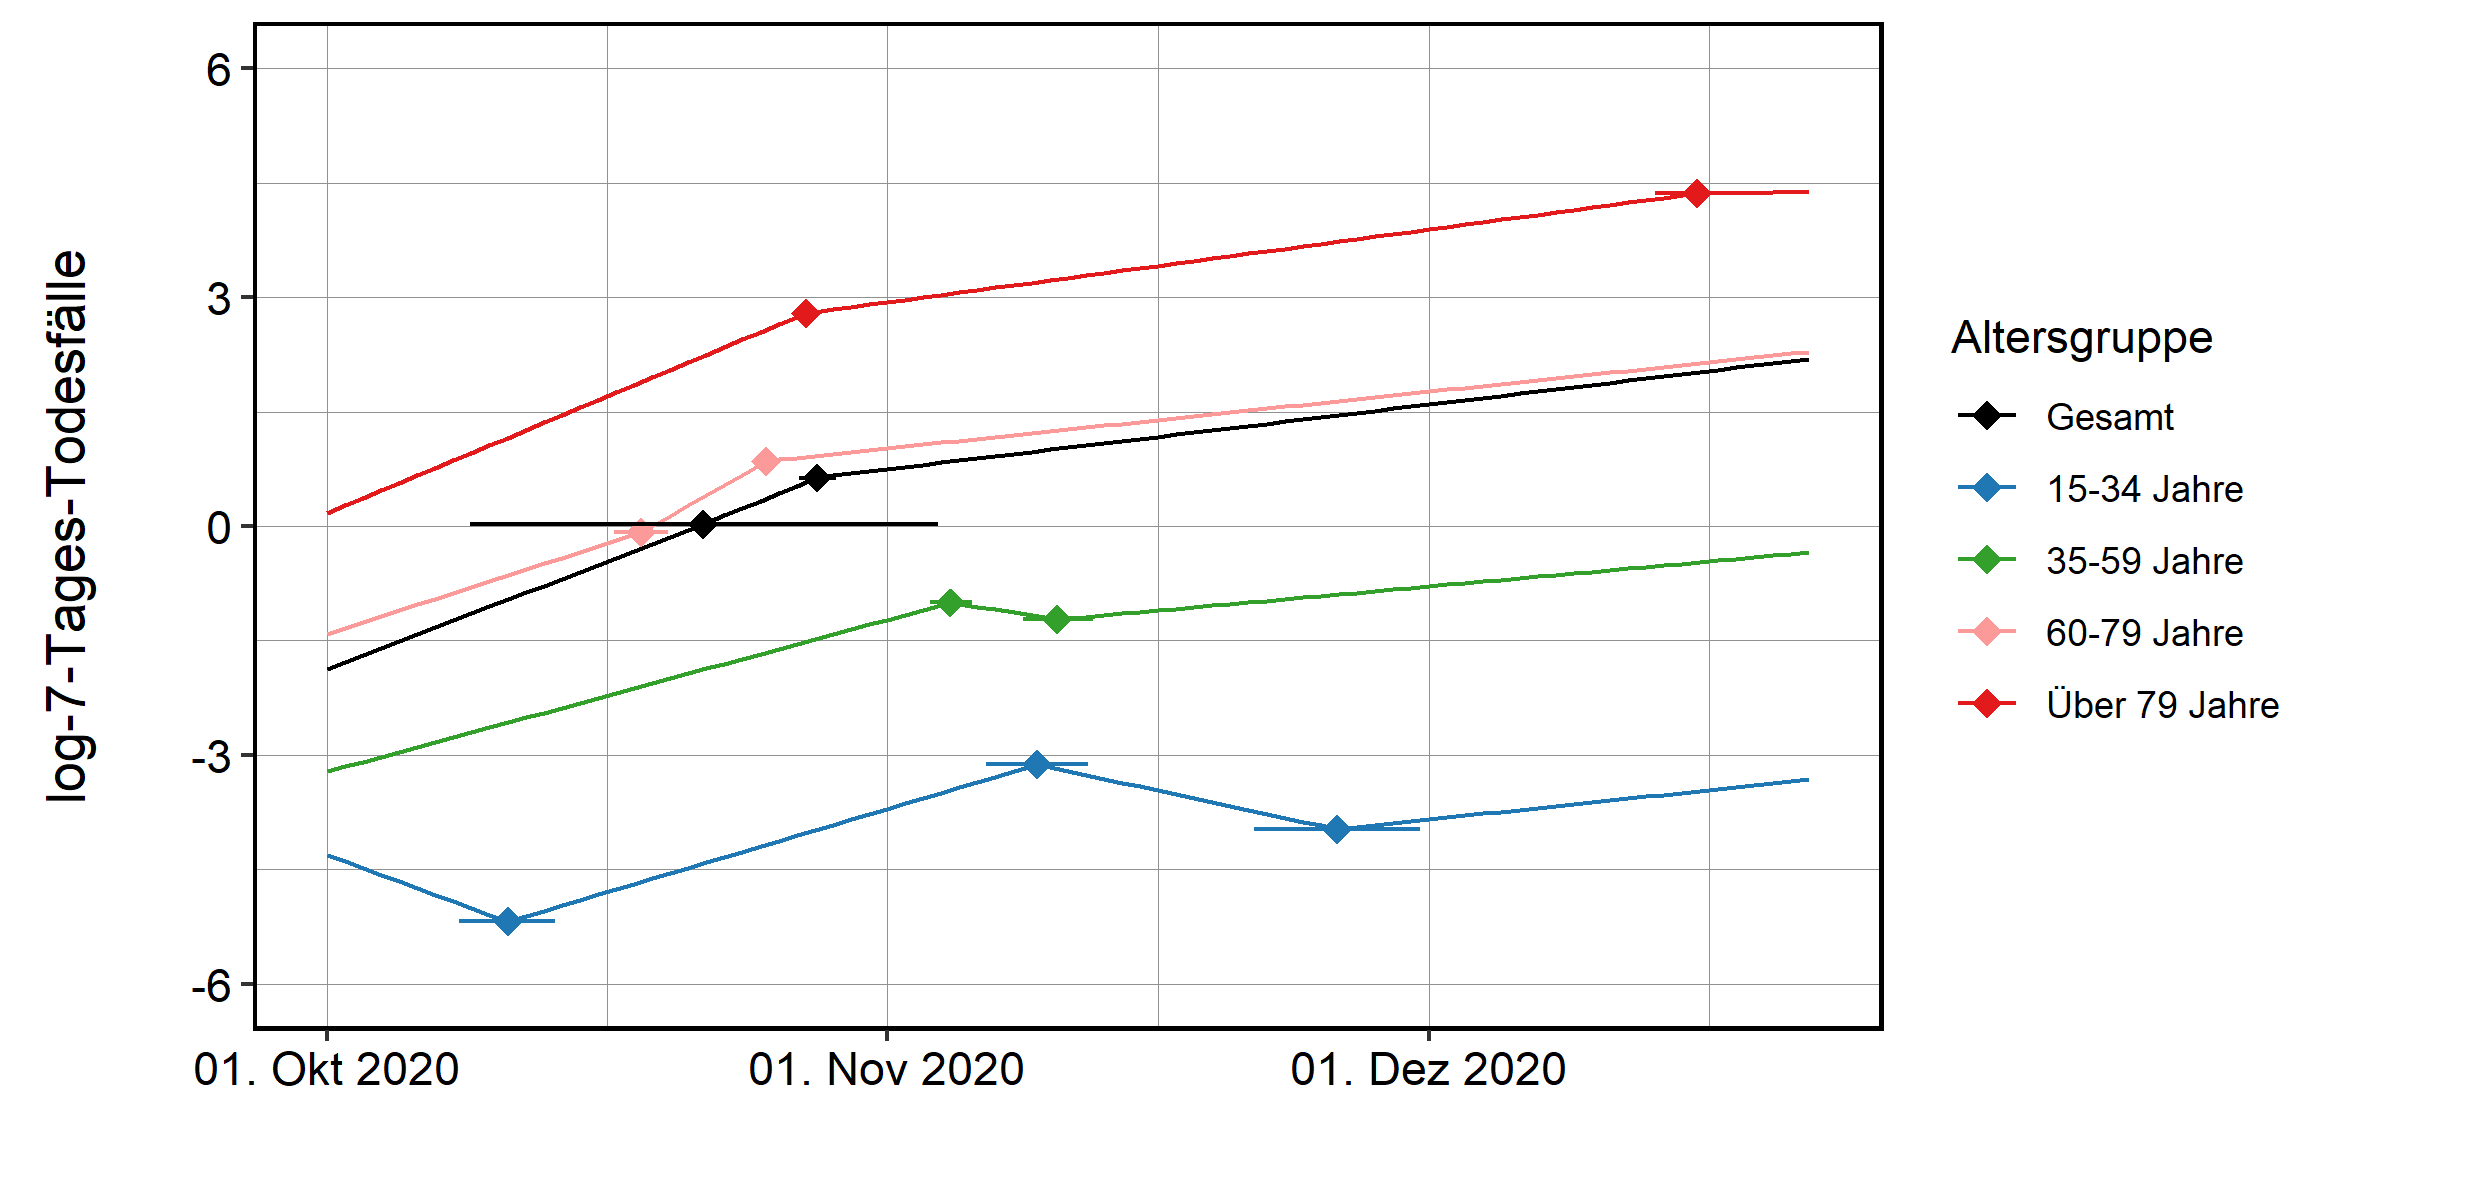 log-7-Tages-Todesfälle
6
3
0
-3
-6
01. Okt 2020
01. Nov 2020
01. Dez 2020
Altersgruppe
Gesamt
15-34 Jahre
35-59 Jahre
60-79 Jahre
Über 79 Jahre